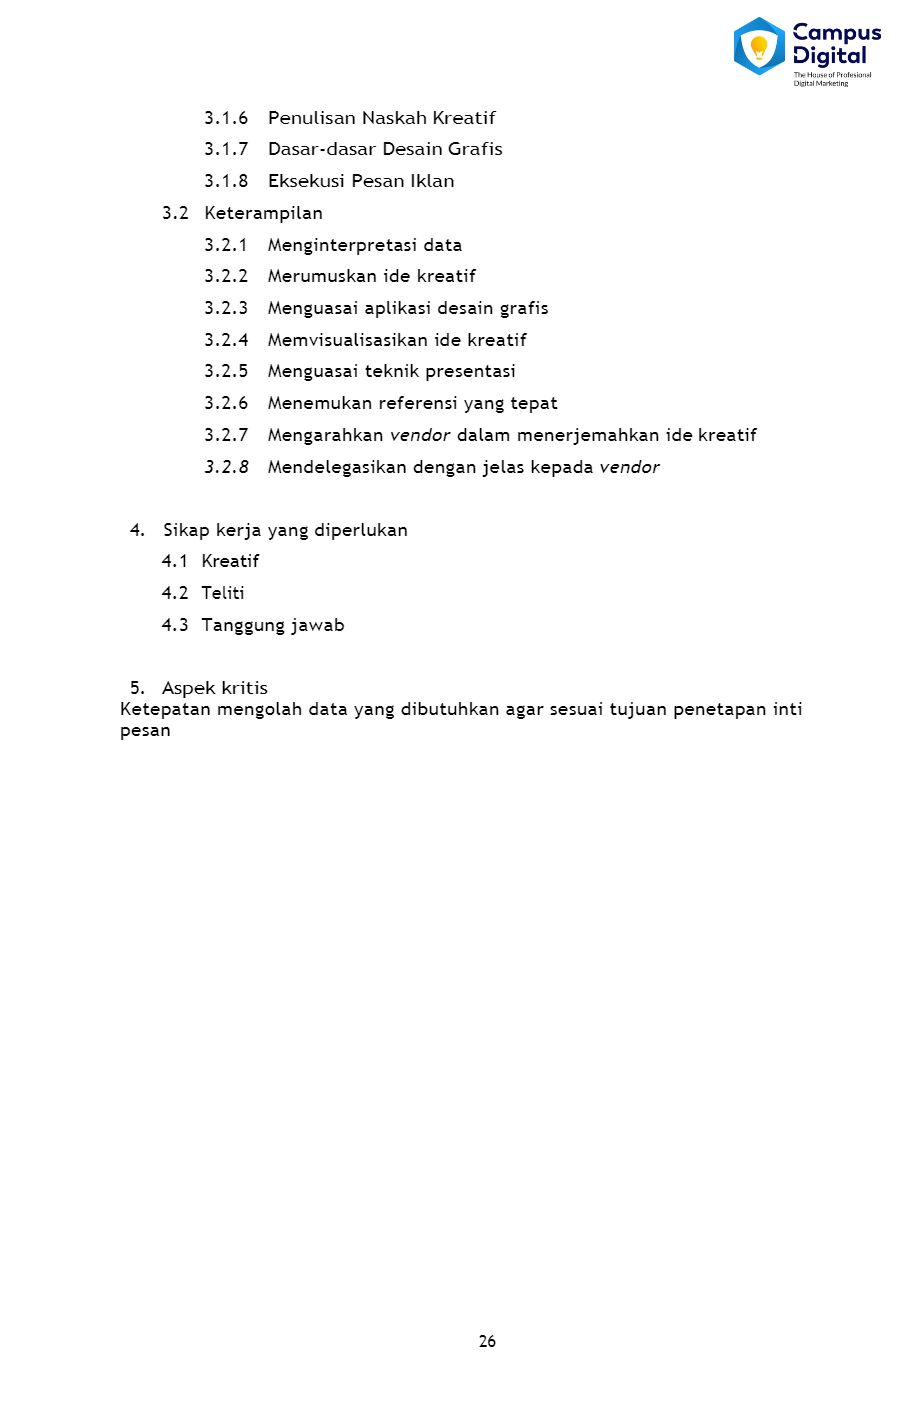 Campus
Digital
The House of Profesional
Digital Marketing
3.1.6 Penulisan Naskah Kreatif
3.1.7 Dasar-dasar Desain Grafis
3.1.8 Eksekusi Pesan Iklan
3.2 Keterampilan
3.2.1 Menginterpretasi data
3.2.2 Merumuskan ide kreatif
3.2.3 Menguasai aplikasi desain grafis
3.2.4 Memvisualisasikan ide kreatif
3.2.5 Menguasai teknik presentasi
3.2.6 Menemukan referensi yang tepat
3.2.7 Mengarahkan vendor dalam menerjemahkan ide kreatif
3.2.8 Mendelegasikan dengan jelas kepada vendor
4. Sikap kerja yang diperlukan
4.1 Kreatif
4.2 Teliti
4.3 Tanggung jawab
5. Aspek kritis
Ketepatan mengolah data yang dibutuhkan agar sesuai tujuan penetapan inti
pesan
26